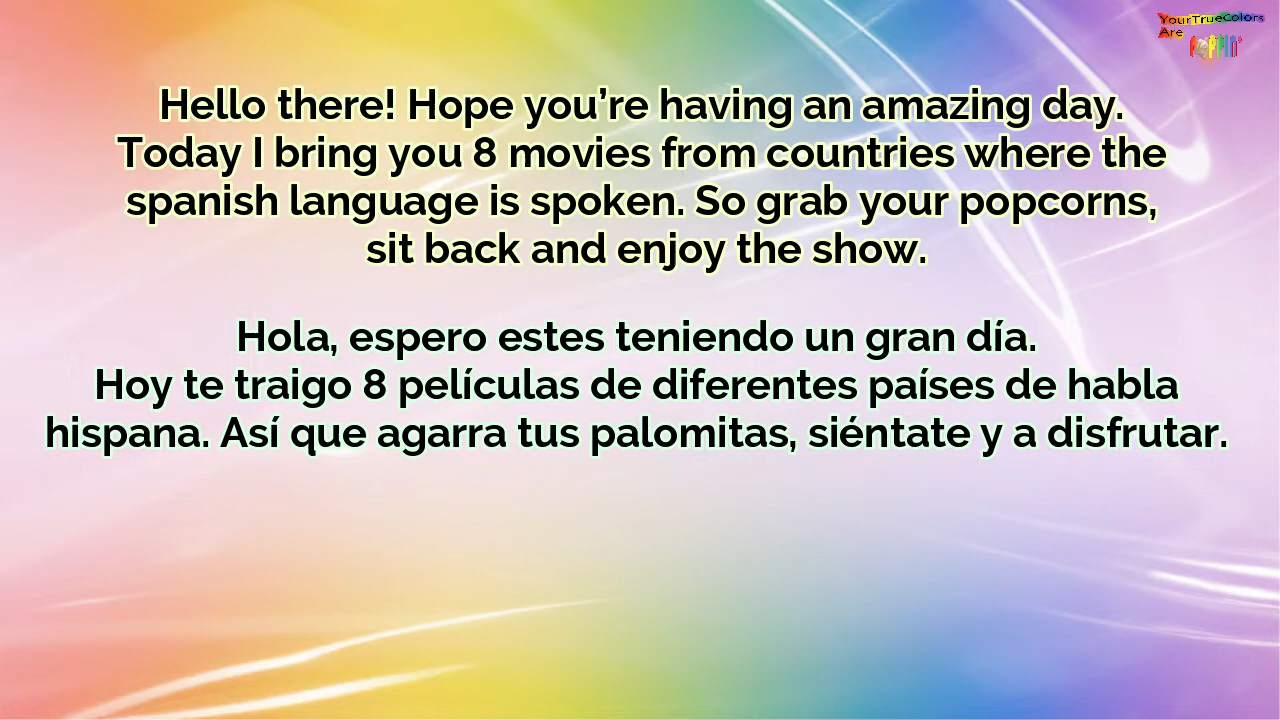 YourTrueColors
Are
POPPIN'
Hello there! Hope you’re having an amazing day.
Today I bring you 8 movies from countries where the
spanish language is spoken. So grab your popcorns,
sit back and enjoy the show.
Hola, espero estes teniendo un gran día.
Hoy te traigo 8 películas de diferentes países de habla
hispana. Así que agarra tus palomitas, siéntate y a disfrutar.